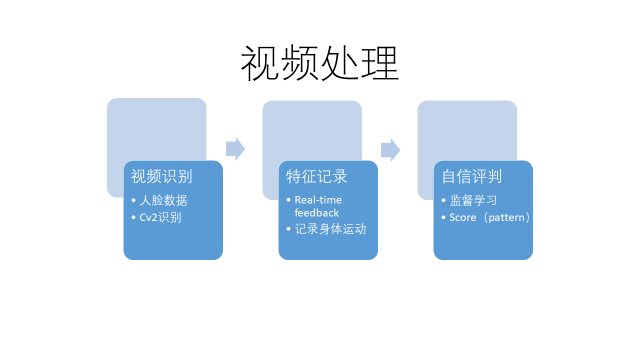 视频处理
视频识别
• 人脸数据
• Cv2识别
特征记录
• Real-time
feedback
• 记录身体运动
自信评判
• 监督学习
• Score（pattern）